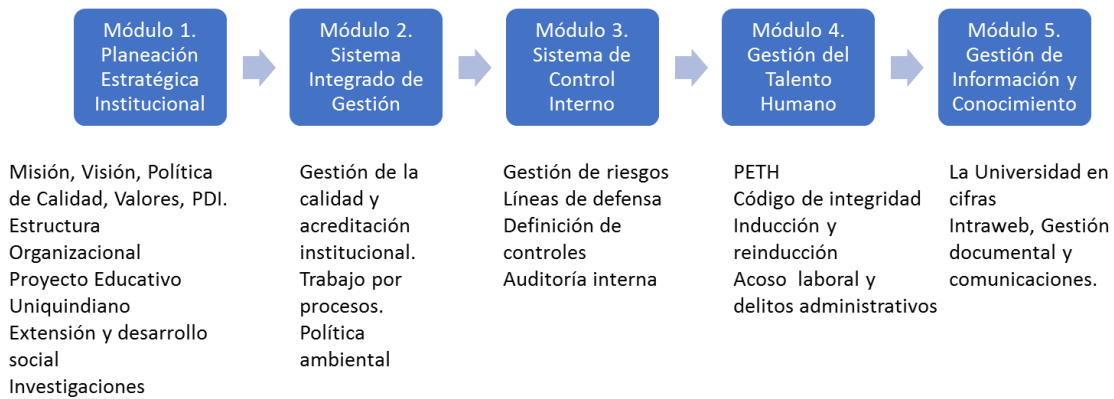 Módulo 1.
Planeación
Estratégica
Institucional
Módulo 2.
Sistema
Integrado de
Gestión
Módulo 3.
Sistema de
Control
Interno
Módulo 4.
Gestión del
Talento
Humano
Módulo 5.
Gestión de
Información y
Conocimiento
Misión, Visión, Política
de Calidad, Valores, PDI.
Estructura
Organizacional
Proyecto Educativo
Uniquindiano
Extensión y desarrollo
social
Investigaciones
Gestión de la
calidad y
acreditación
institucional.
Trabajo por
procesos.
Política
ambiental
Gestión de riesgos
Líneas de defensa
Definición de
controles
Auditoría interna
PETH
Código de integridad
Inducción y
reinducción
Acoso laboral y
delitos administrativos
La Universidad en
cifras
Intraweb, Gestión
documental y
comunicaciones.